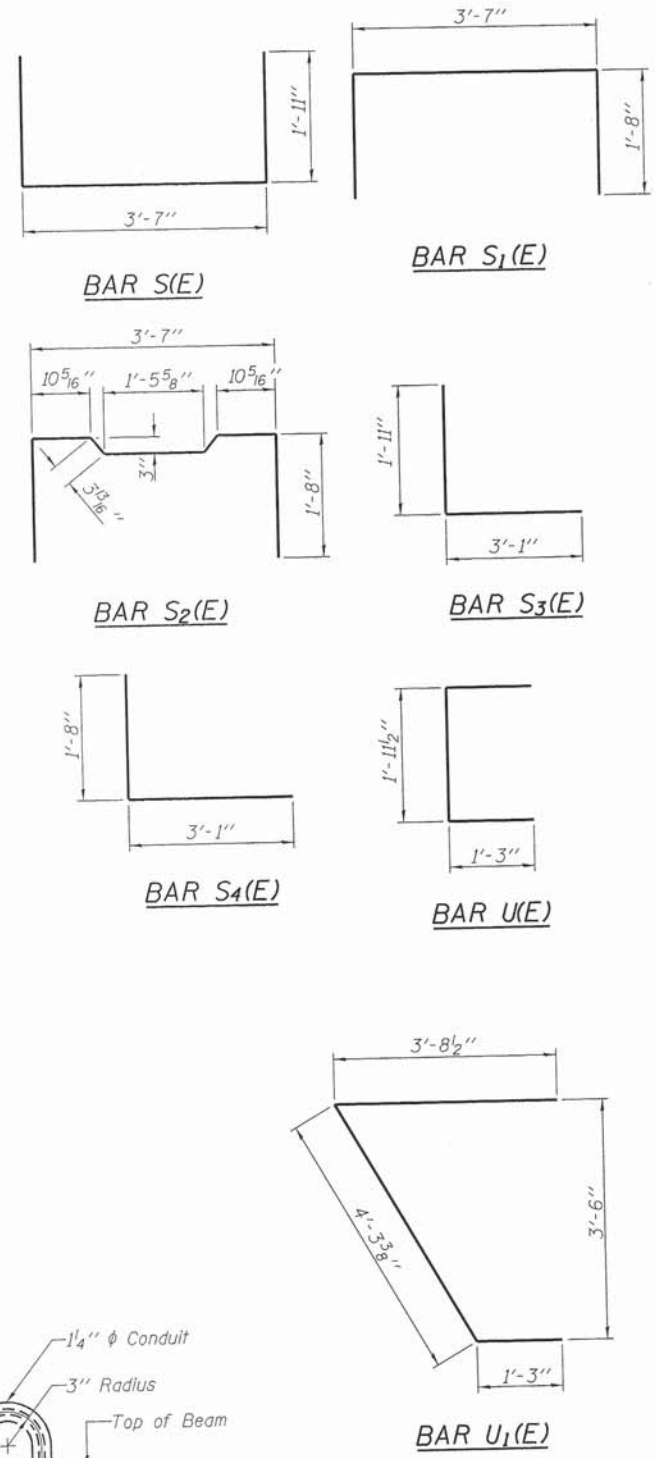 3'-7"
1'-11"
3'-7"
1'-8"
BAR S(E)
BAR S1(E)
3'-7"
10 5/16"
1'-5 5/8"
10 5/16"
3"
3 13/16"
1'-8"
1'-11"
3'-1"
BAR S2(E)
BAR S3(E)
1'-8"
3'-1"
1'-11 1/2"
1'-3"
BAR S4(E)
BAR U(E)
3'-8 1/2"
4'-3 3/8"
3'-6"
1'-3"
BAR U1(E)
1 1/4" ϕ Conduit
3" Radius
Top of Beam